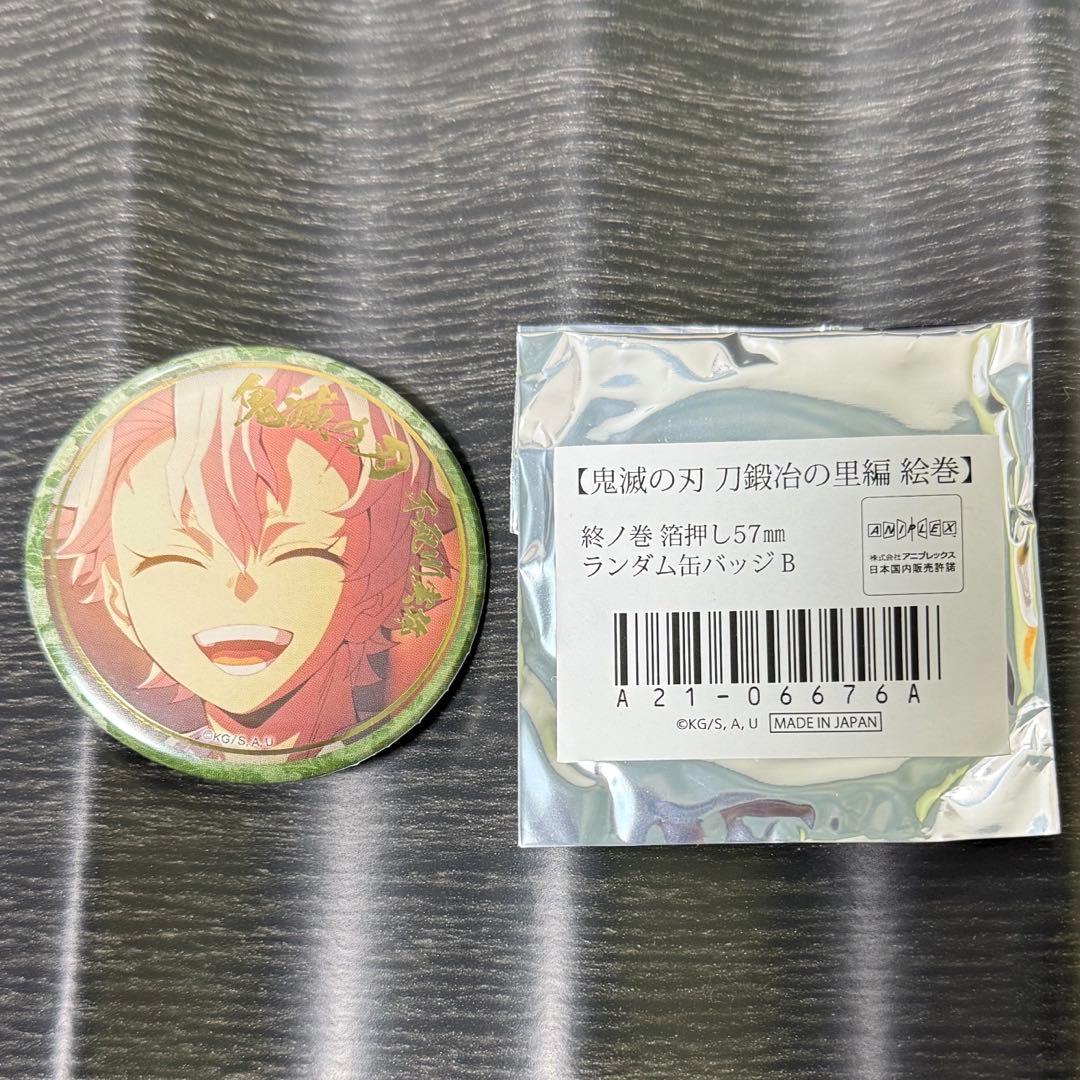 鬼滅の刃
©KG/S, A, U
【鬼滅の刃 刀鍛冶の里編 絵巻】
終ノ巻 箔押し57㎜
ランダム缶バッジ B
ANIPLEX
株式会社アニプレックス
日本国内販売許諾
A21-06676A
©KG/S, A, U MADE IN JAPAN